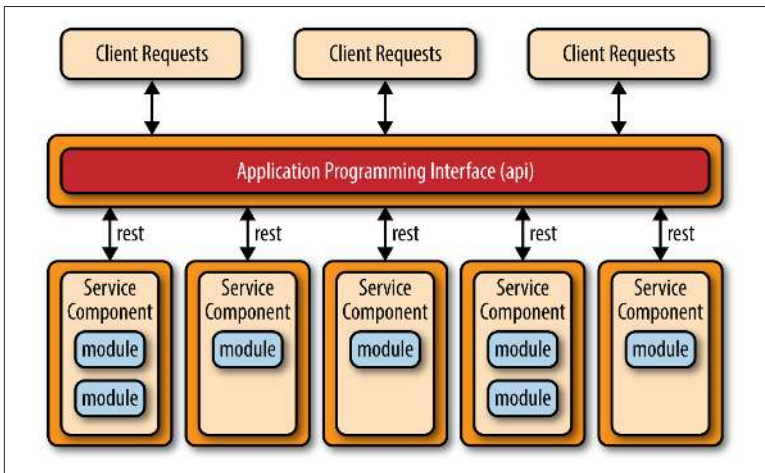 Client Requests
Client Requests
Client Requests
Application Programming Interface (api)
rest
rest
rest
rest
rest
Service
Component
module
module
Service
Component
module
Service
Component
module
Service
Component
module
module
Service
Component
module